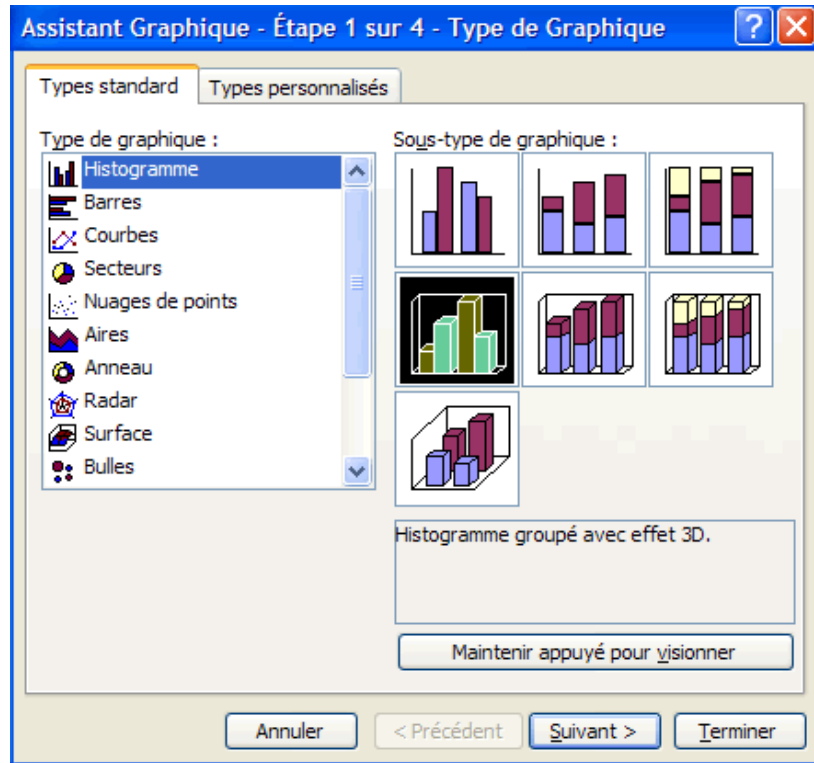 Assistant Graphique - Étape 1 sur 4 - Type de Graphique
Types standard
Types personnalisés
Type de graphique :
Histogramme
Barres
Courbes
Secteurs
Nuages de points
Aires
Anneau
Radar
Surface
Bulles
Sous-type de graphique :
Histogramme groupé avec effet 3D.
Maintenir appuyé pour visionner
Annuler
< Précédent
Suivant >
Terminer